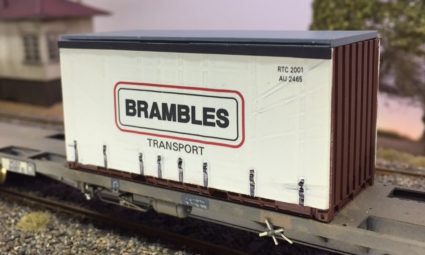 RTC 2001
AU 2465
BRAMBLES
TRANSPORT